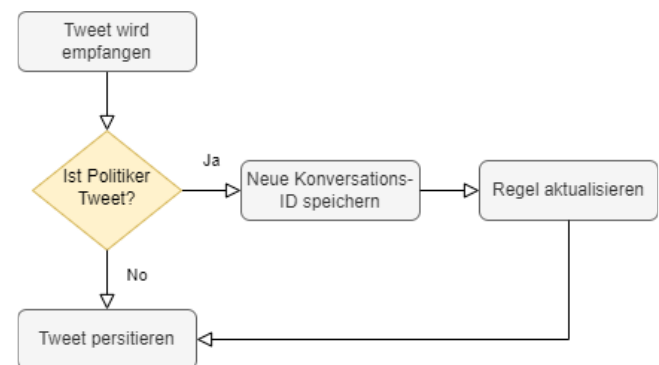 Tweet wird
empfangen
Ist Politiker
Tweet?
Ja
Neue Konversations-
ID speichern
Regel aktualisieren
No
Tweet persitieren